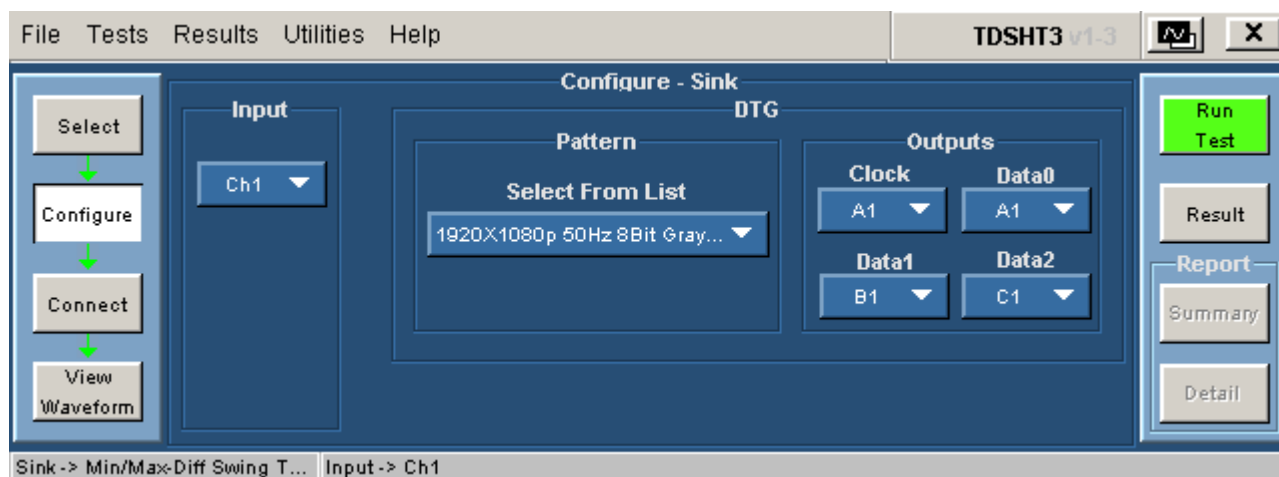 File Tests Results Utilities Help TDSHT3 v1-3
Configure - Sink
Select
Configure
Connect
View
Waveform
Input
Ch1
DTG
Pattern
Select From List
1920X1080p 50Hz 8Bit Gray...
Outputs
Clock Data0
A1 A1
Data1 Data2
B1 C1
Run
Test
Result
Report
Summary
Detail
Sink -> Min/Max-Diff Swing T... Input -> Ch1